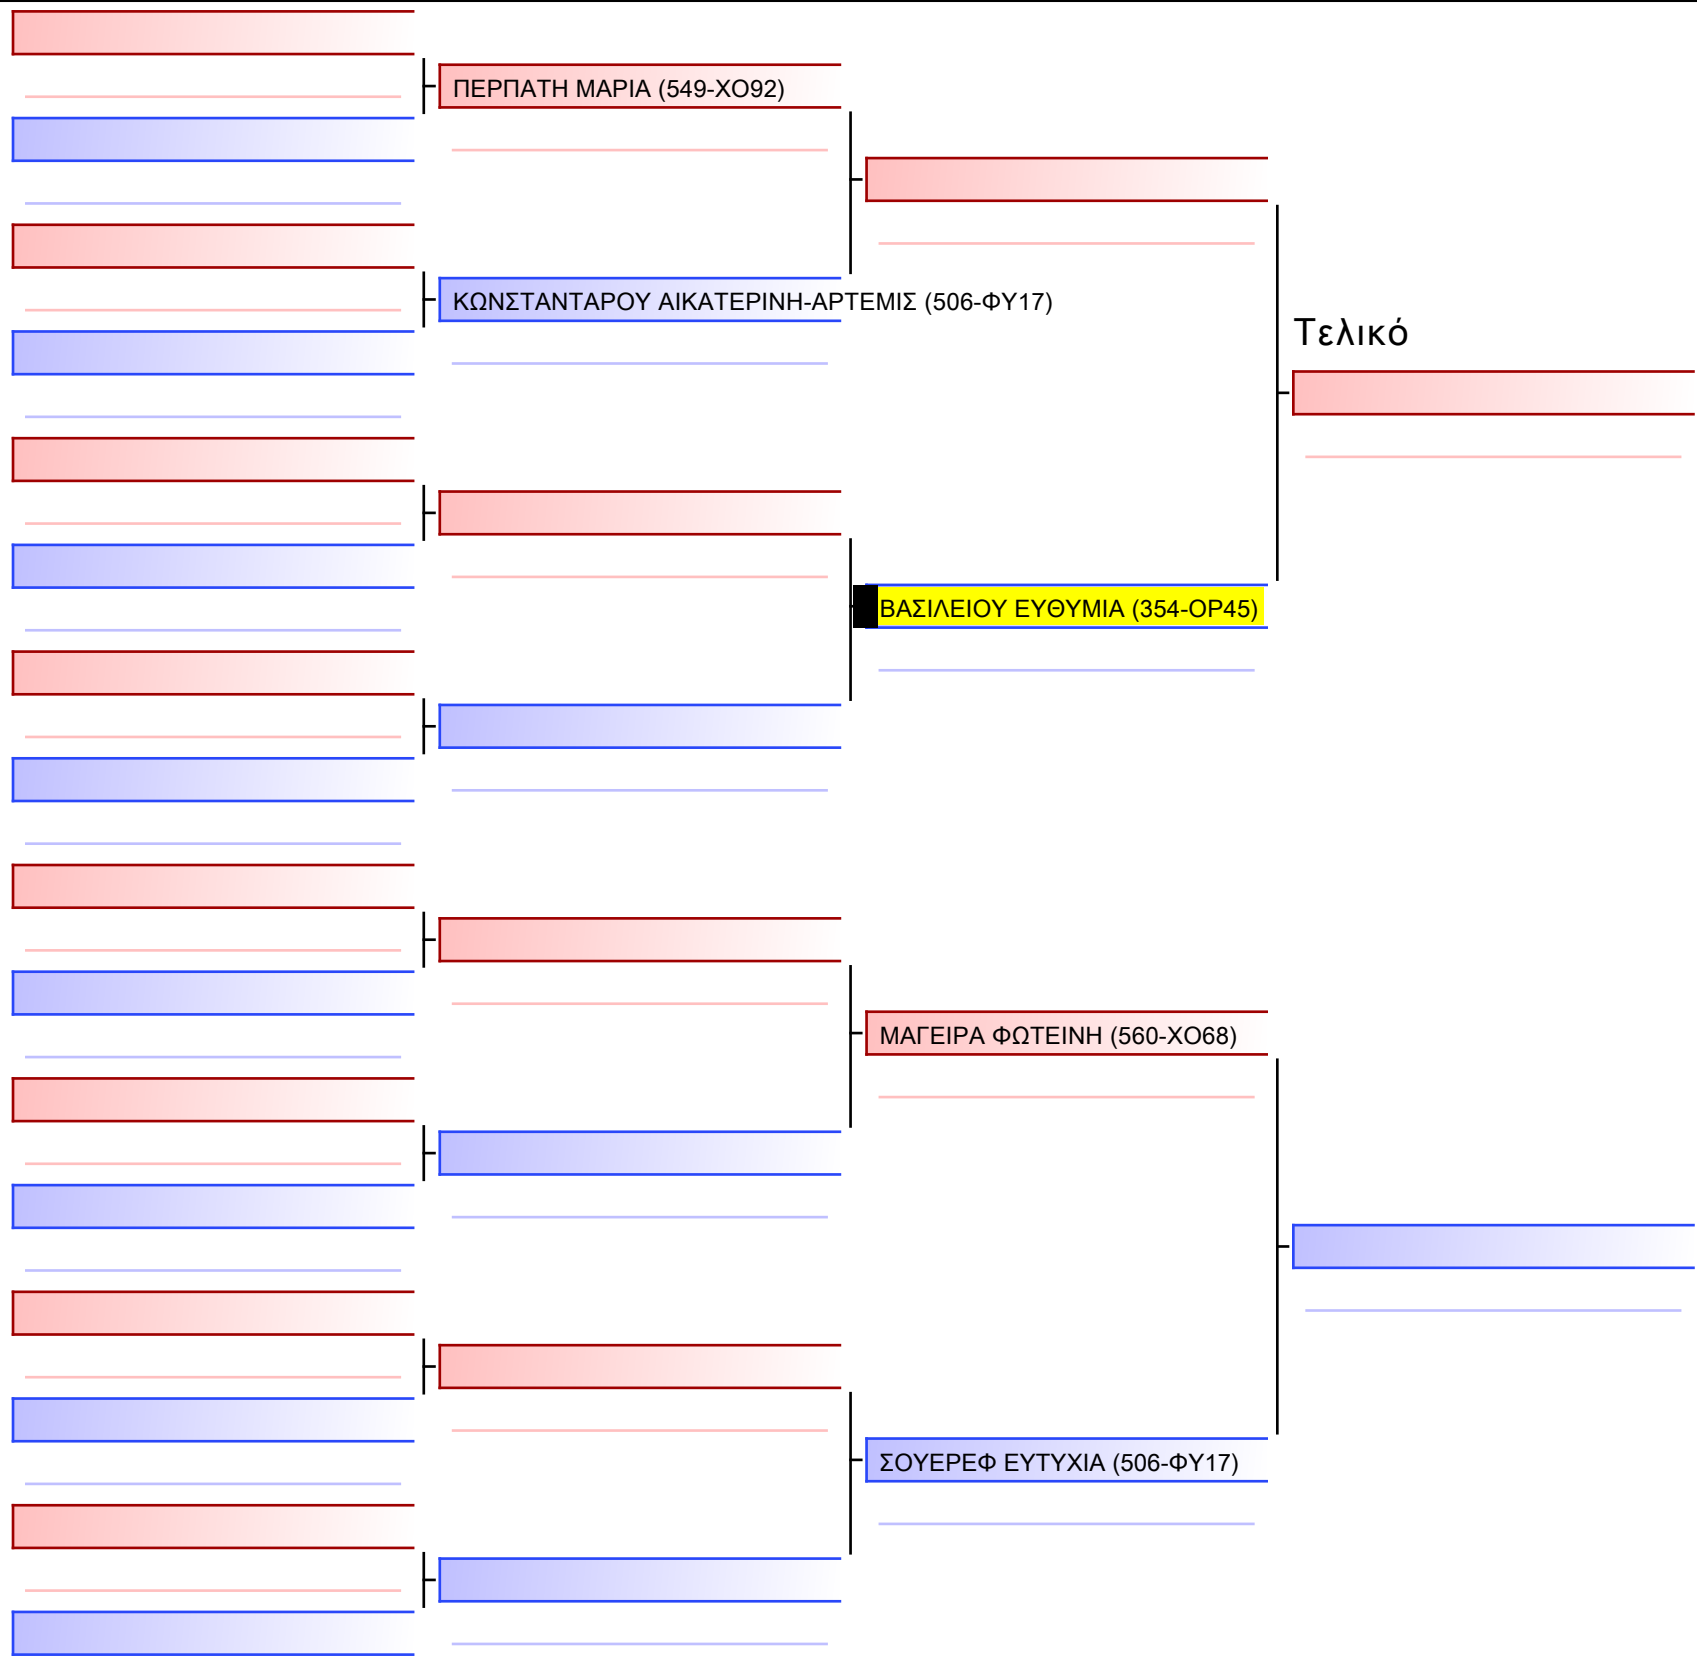 ΠΕΡΠΑΤΗ ΜΑΡΙΑ (549-ΧΟ92)
ΚΩΝΣΤΑΝΤΑΡΟΥ ΑΙΚΑΤΕΡΙΝΗ-ΑΡΤΕΜΙΣ (506-ΦΥ17)
Τελικό
ΒΑΣΙΛΕΙΟΥ ΕΥΘΥΜΙΑ (354-ΟΡ45)
ΜΑΓΕΙΡΑ ΦΩΤΕΙΝΗ (560-ΧΟ68)
ΣΟΥΕΡΕΦ ΕΥΤΥΧΙΑ (506-ΦΥ17)